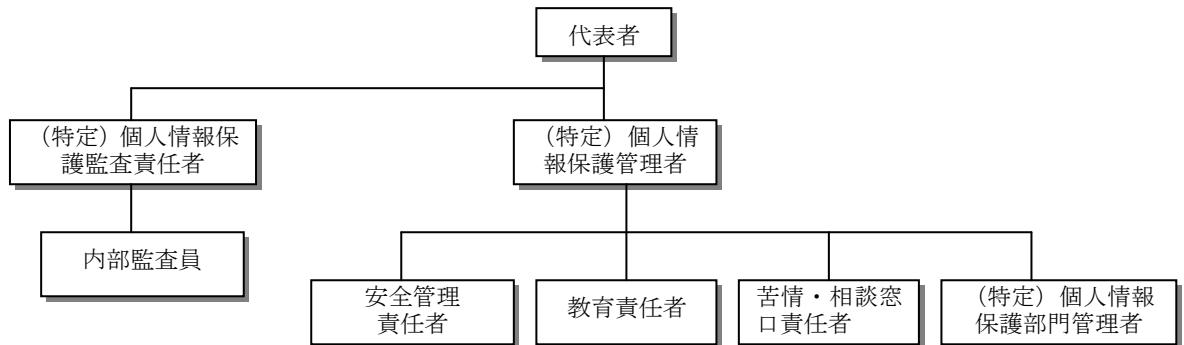 代表者
（特定）個人情報保
護監査責任者
（特定）個人情
報保護管理者
内部監査員
安全管理
責任者
教育責任者
苦情・相談窓
口責任者
（特定）個人情報
保護部門管理者